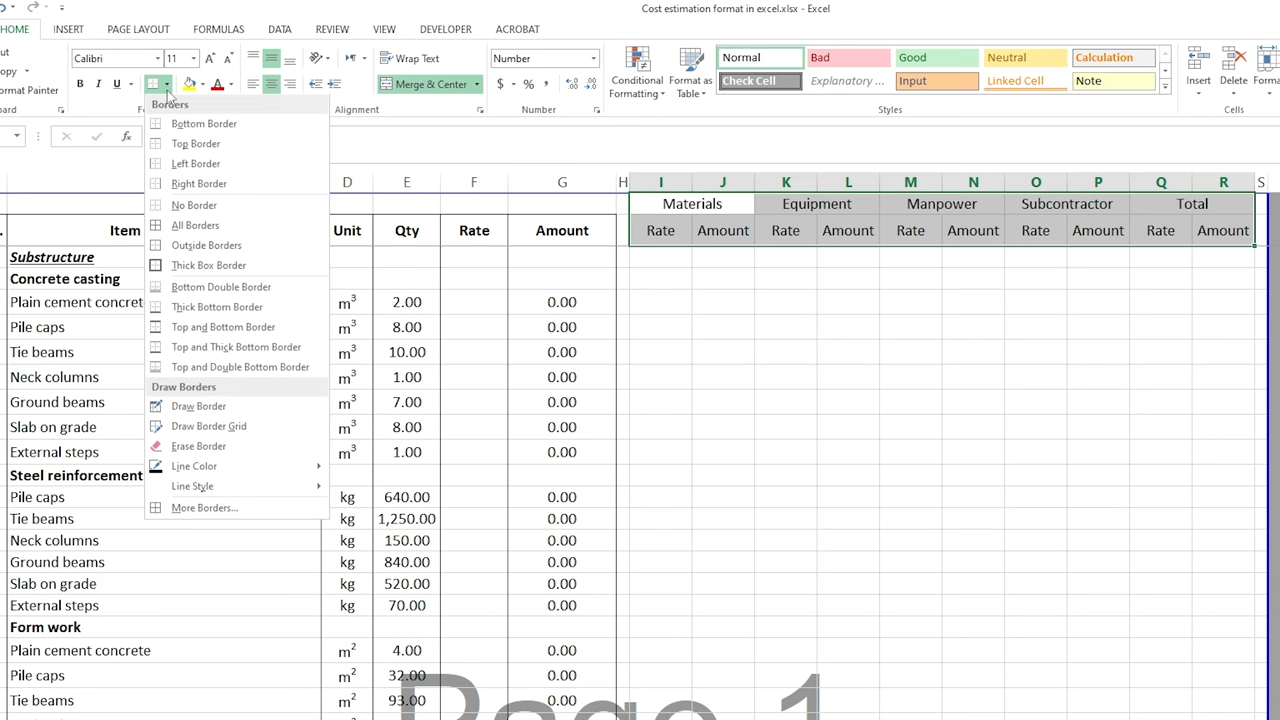 Cost estimation format in excel.xlsx - Excel
HOME INSERT PAGE LAYOUT FORMULAS DATA REVIEW VIEW DEVELOPER ACROBAT
Calibri 11 Wrap Text Number Normal Bad Good Neutral Calculation
B I U Merge & Center $ % Conditional Formatting Format as Table Check Cell Explanatory ... Input Linked Cell Note Insert Delete
Alignment Number Styles Cells
fx
D E F G H I J K L M N O P Q R S
Materials Equipment Manpower Subcontractor Total
Item Unit Qty Rate Amount Rate Amount Rate Amount Rate Amount Rate Amount Rate Amount
Substructure
Concrete casting
Plain cement concret m³ 2.00 0.00
Pile caps m³ 8.00 0.00
Tie beams m³ 10.00 0.00
Neck columns m³ 1.00 0.00
Ground beams m³ 7.00 0.00
Slab on grade m³ 8.00 0.00
External steps m³ 1.00 0.00
Steel reinforcement
Pile caps kg 640.00 0.00
Tie beams kg 1,250.00 0.00
Neck columns kg 150.00 0.00
Ground beams kg 840.00 0.00
Slab on grade kg 520.00 0.00
External steps kg 70.00 0.00
Form work
Plain cement concrete m² 4.00 0.00
Pile caps m² 32.00 0.00
Tie beams m² 93.00 0.00
Page 1
Borders
Bottom Border
Top Border
Left Border
Right Border
No Border
All Borders
Outside Borders
Thick Box Border
Bottom Double Border
Thick Bottom Border
Top and Bottom Border
Top and Thick Bottom Border
Top and Double Bottom Border
Draw Borders
Draw Border
Draw Border Grid
Erase Border
Line Color
Line Style
More Borders...